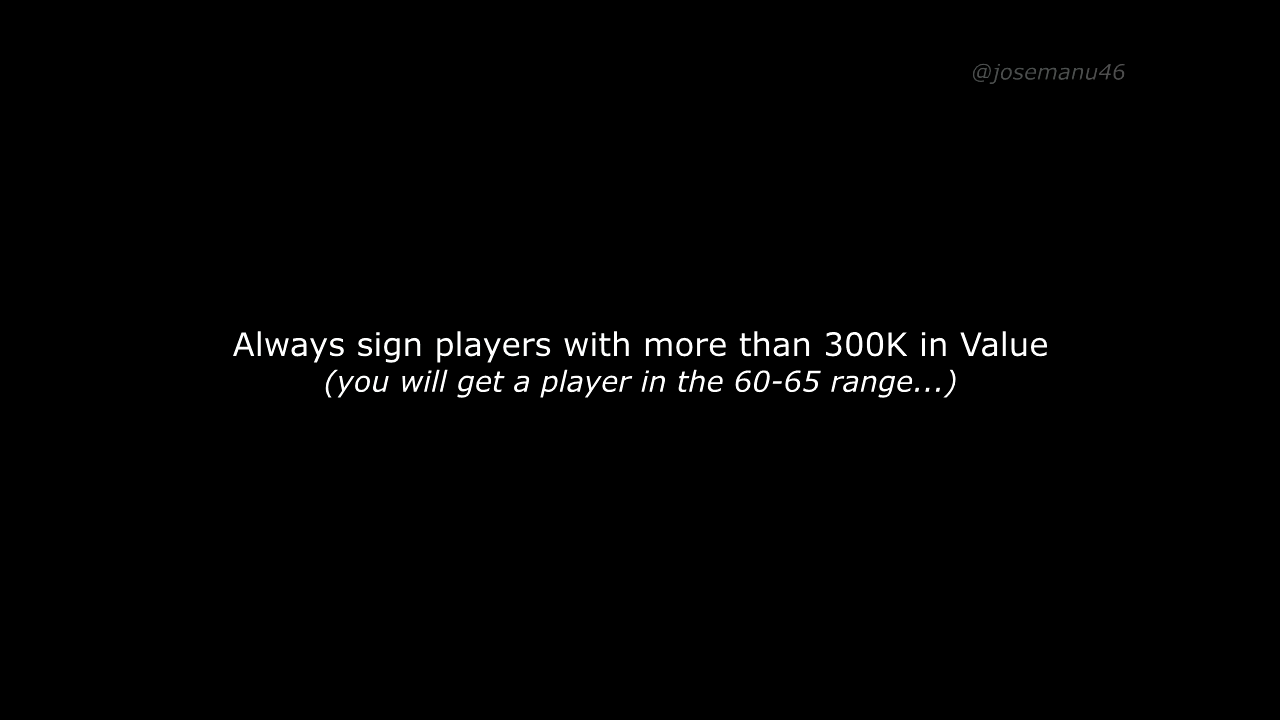 @josemanu46
Always sign players with more than 300K in Value
(you will get a player in the 60-65 range...)